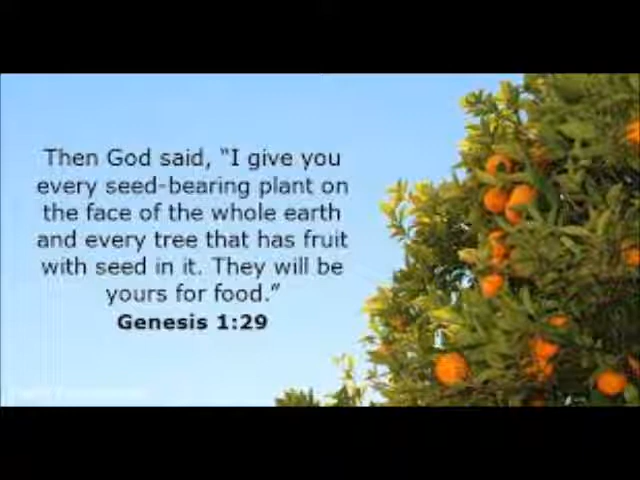 Then God said, “I give you
every seed-bearing plant on
the face of the whole earth
and every tree that has fruit
with seed in it. They will be
yours for food.”
Genesis 1:29